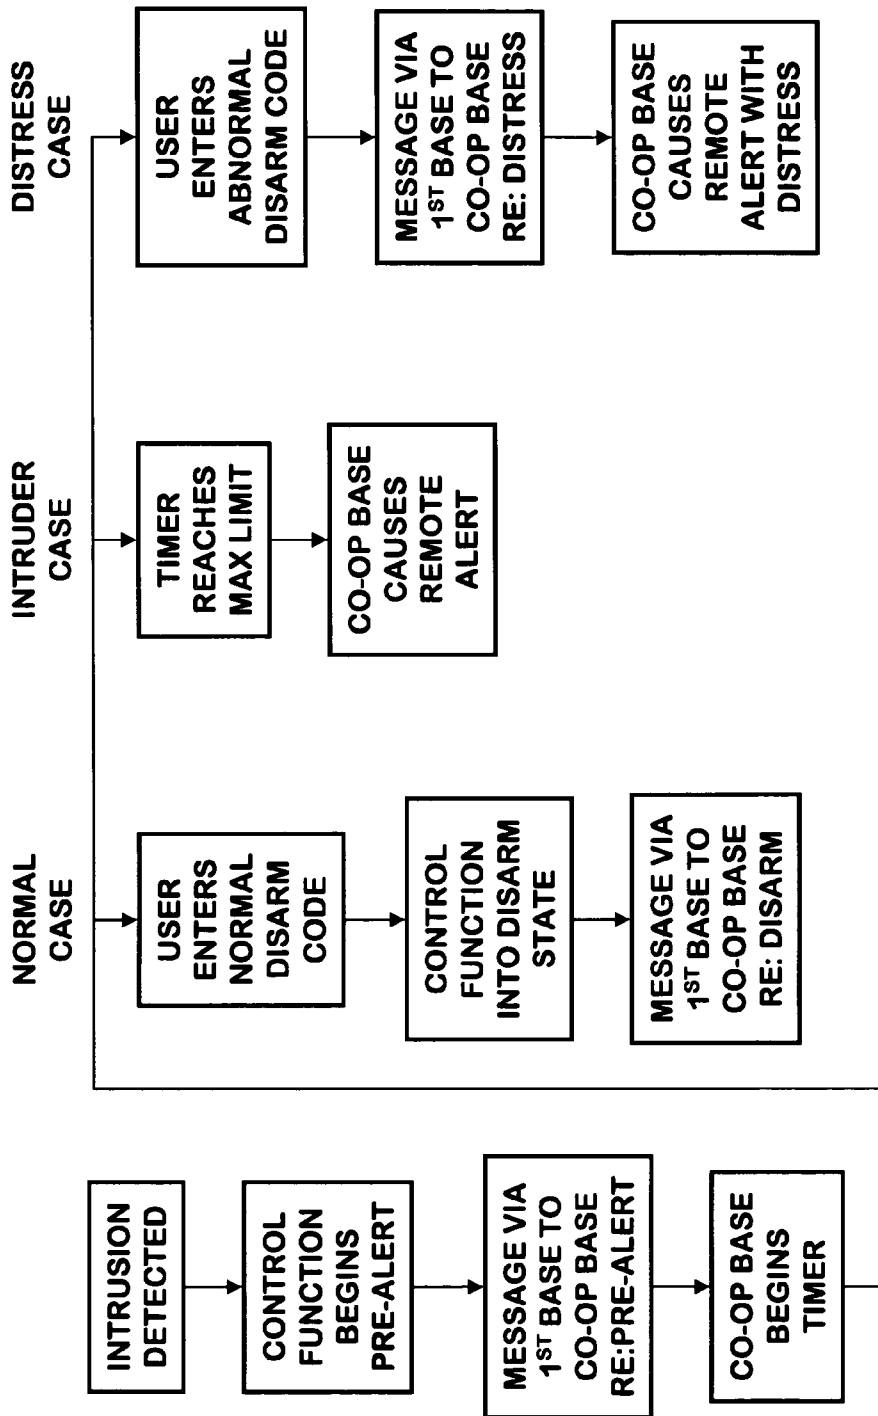 INTRUSION
DETECTED
CONTROL
FUNCTION
BEGINS
PRE-ALERT
MESSAGE VIA
1ST BASE TO
CO-OP BASE
RE:PRE-ALERT
CO-OP BASE
BEGINS
TIMER
NORMAL
CASE
USER
ENTERS
NORMAL
DISARM
CODE
CONTROL
FUNCTION
INTO DISARM
STATE
MESSAGE VIA
1ST BASE TO
CO-OP BASE
RE: DISARM
INTRUDER
CASE
TIMER
REACHES
MAX LIMIT
CO-OP BASE
CAUSES
REMOTE
ALERT
DISTRESS
CASE
USER
ENTERS
ABNORMAL
DISARM CODE
MESSAGE VIA
1ST BASE TO
CO-OP BASE
RE: DISTRESS
CO-OP BASE
CAUSES
REMOTE
ALERT WITH
DISTRESS